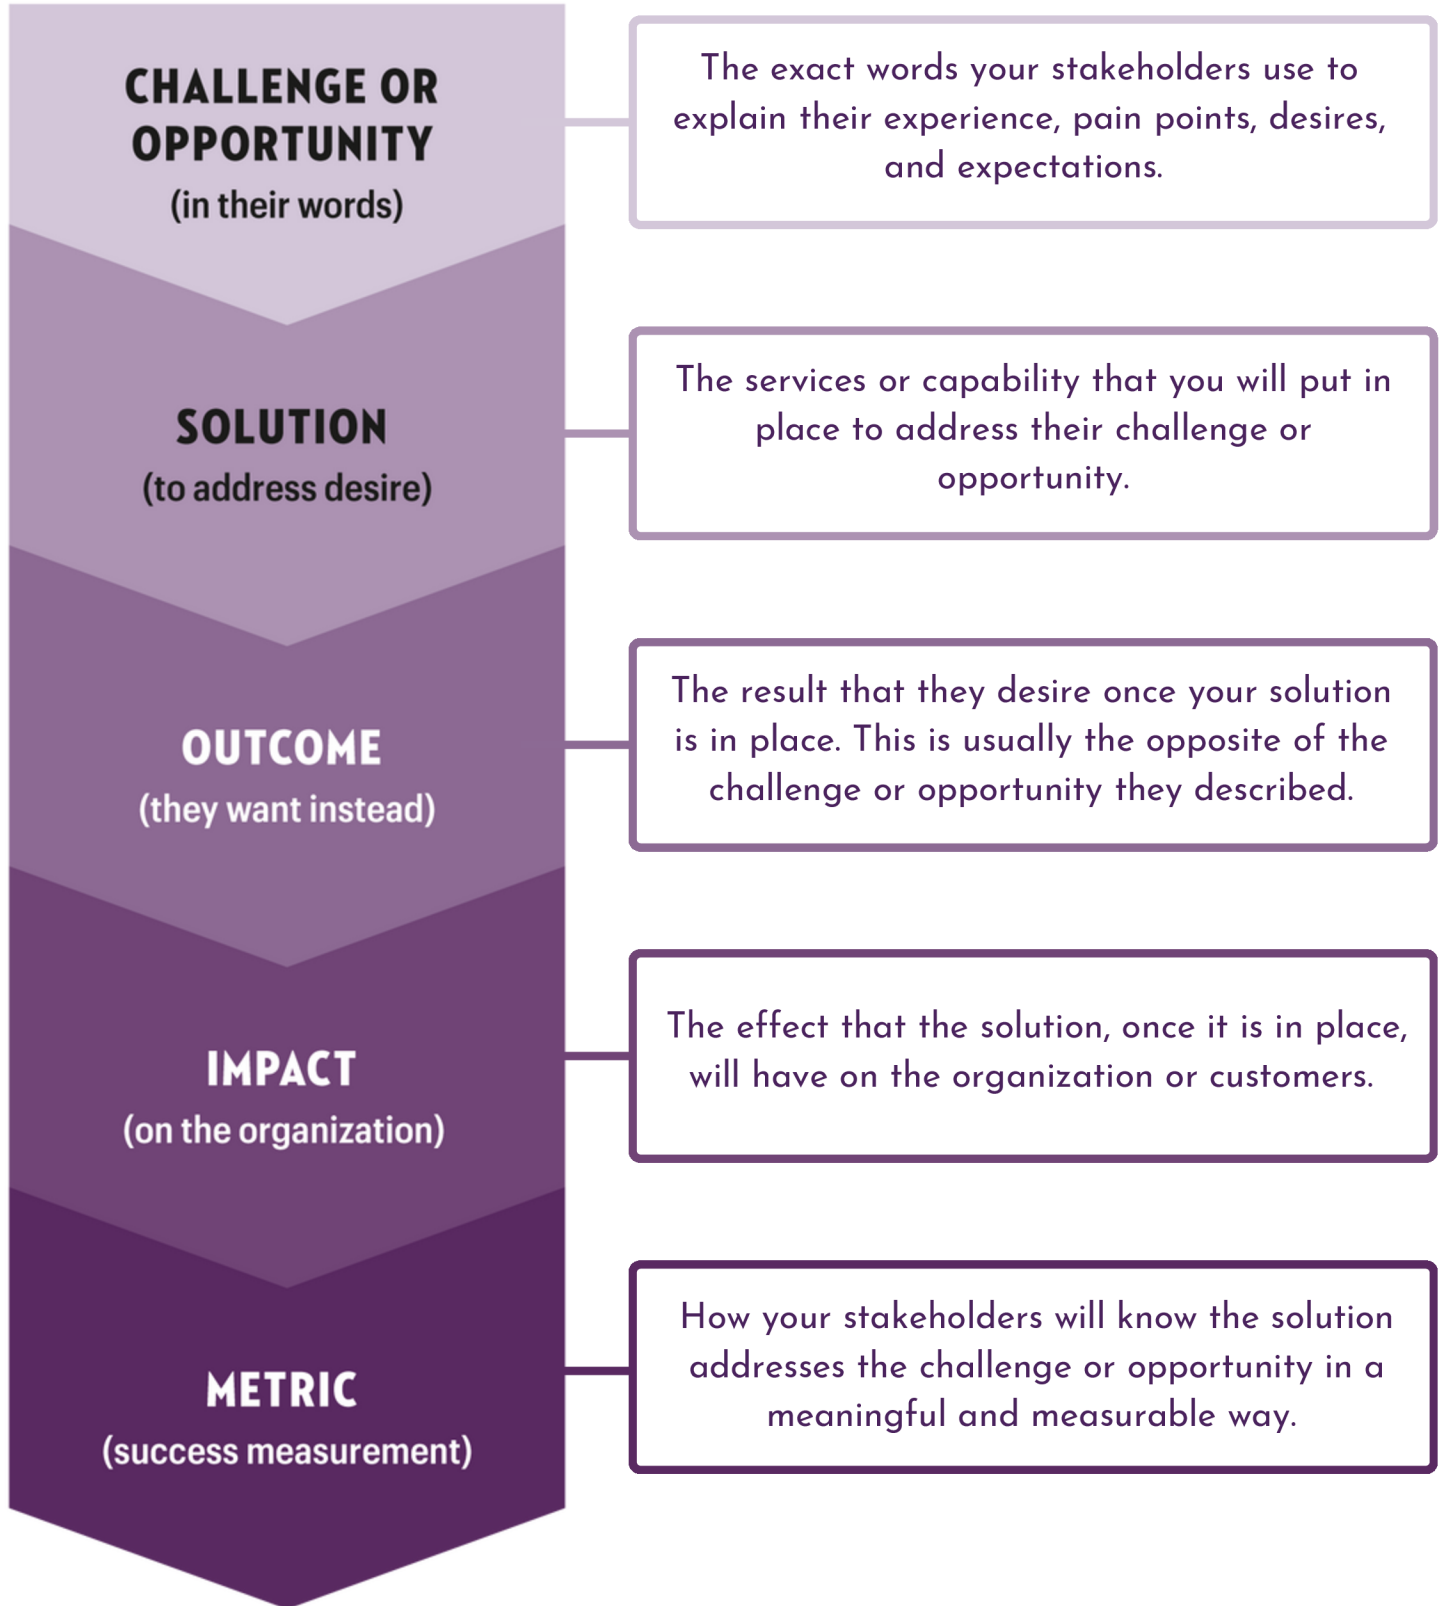 CHALLENGE OR
OPPORTUNITY
(in their words)
The exact words your stakeholders use to
explain their experience, pain points, desires,
and expectations.
SOLUTION
(to address desire)
The services or capability that you will put in
place to address their challenge or
opportunity.
OUTCOME
(they want instead)
The result that they desire once your solution
is in place. This is usually the opposite of the
challenge or opportunity they described.
IMPACT
(on the organization)
The effect that the solution, once it is in place,
will have on the organization or customers.
METRIC
(success measurement)
How your stakeholders will know the solution
addresses the challenge or opportunity in a
meaningful and measurable way.